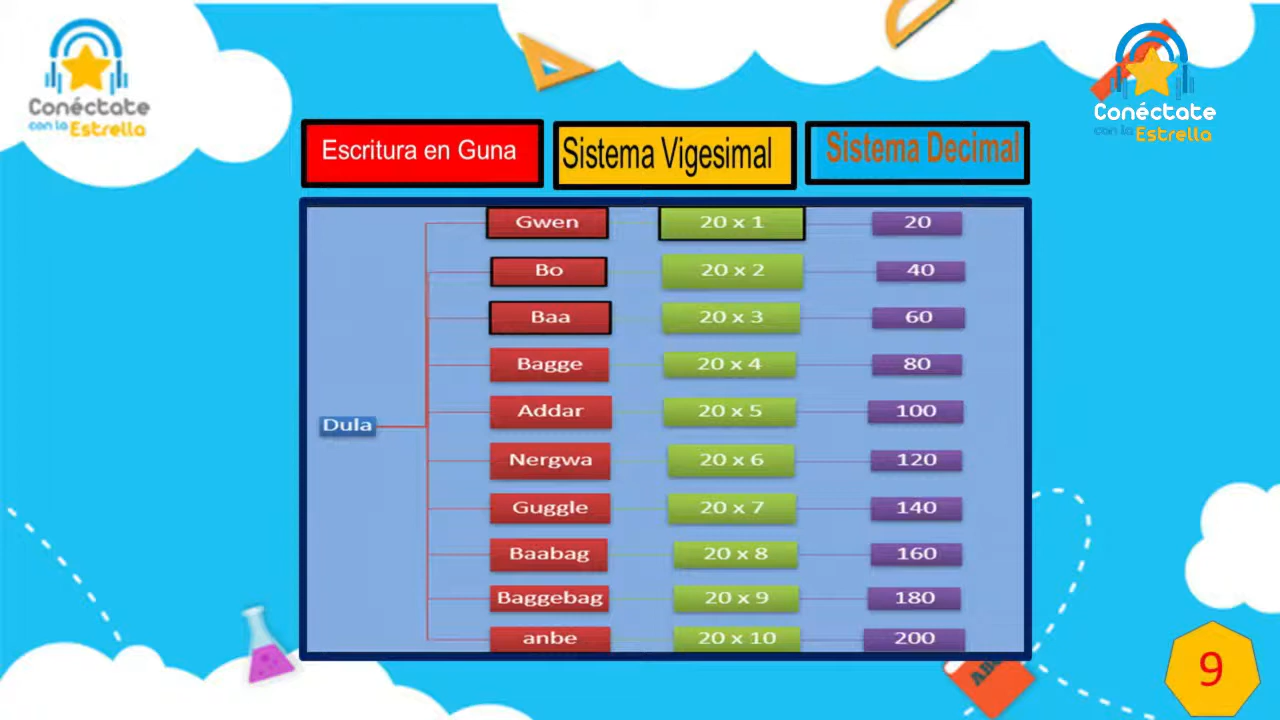 Conéctate
con la Estrella
Conéctate
con la Estrella
Escritura en Guna Sistema Vigesimal Sistema Decimal
Gwen 20 x 1 20
Bo 20 x 2 40
Baa 20 x 3 60
Bagge 20 x 4 80
Addar 20 x 5 100
Dula
Nergwa 20 x 6 120
Guggle 20 x 7 140
Baabag 20 x 8 160
Baggebag 20 x 9 180
anbe 20 x 10 200
9